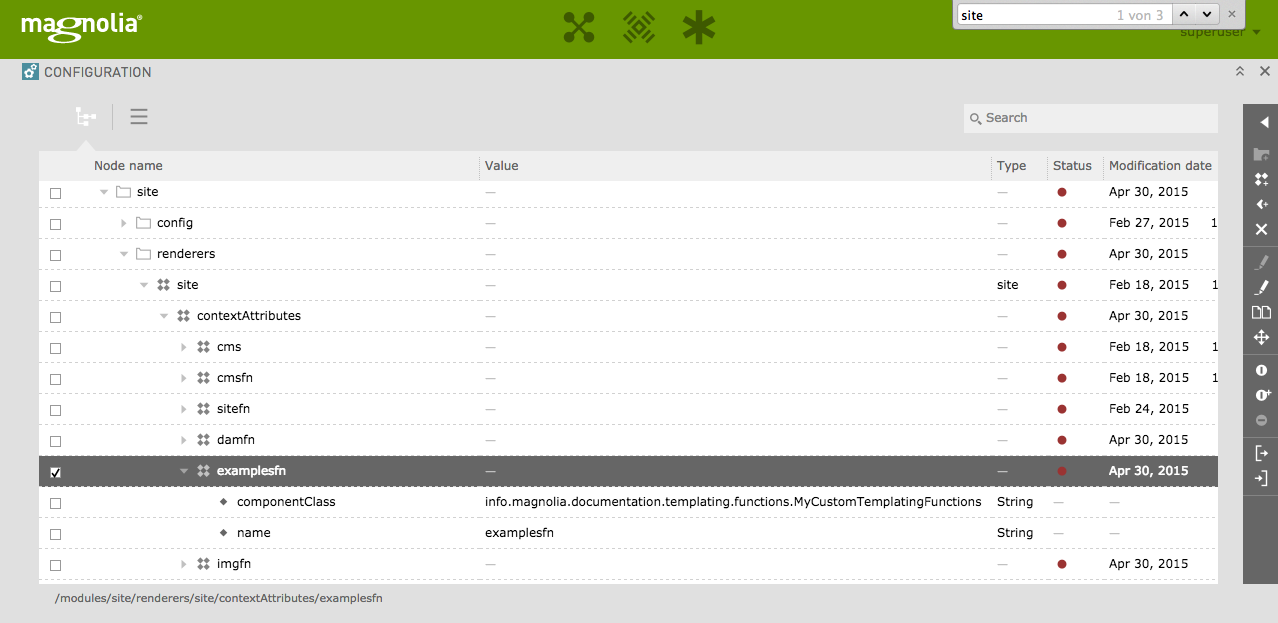 magnolia®
site 1 von 3
superuser
CONFIGURATION
Search
Node name Value Type Status Modification date
site — — Apr 30, 2015
config — — Feb 27, 2015 1
renderers — — Apr 30, 2015
site — site Feb 18, 2015 1
contextAttributes — — Apr 30, 2015
cms — — Feb 18, 2015 1
cmsfn — — Feb 18, 2015 1
sitefn — — Feb 24, 2015
damfn — — Apr 30, 2015
examplesfn — — Apr 30, 2015
componentClass info.magnolia.documentation.templating.functions.MyCustomTemplatingFunctions String — —
name examplesfn String — —
imgfn — — Apr 30, 2015
/modules/site/renderers/site/contextAttributes/examplesfn